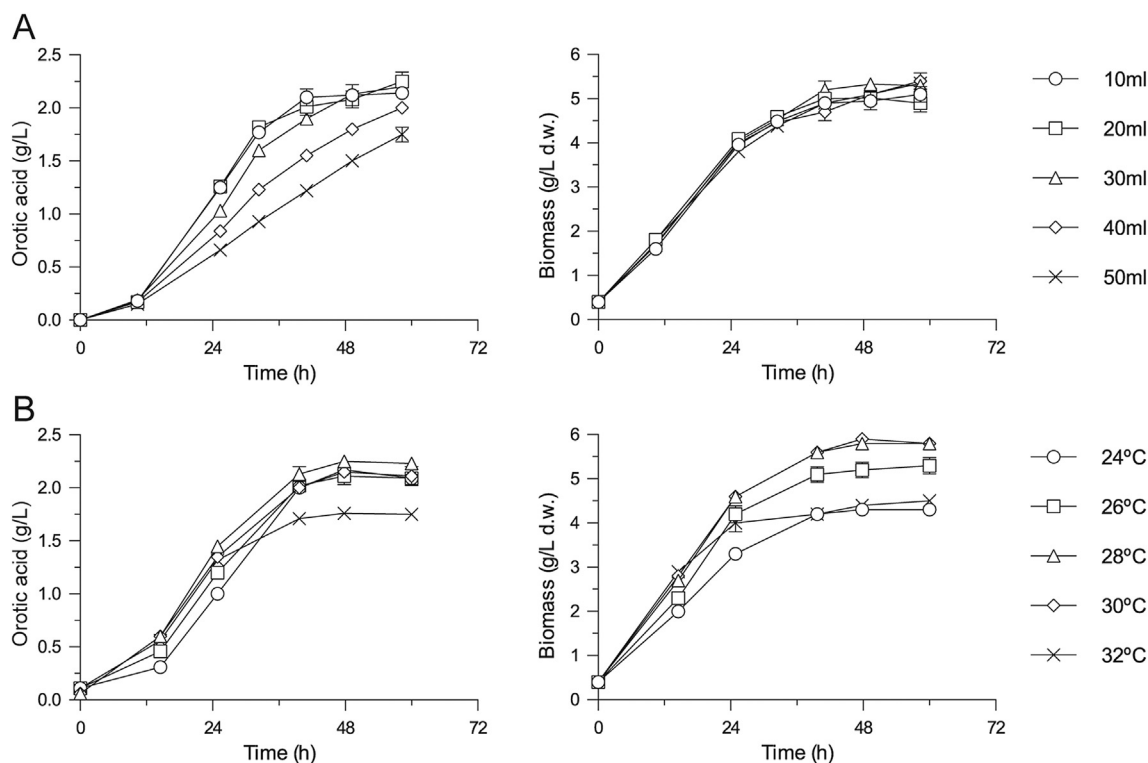 A
2.5
2.0
1.5
1.0
0.5
0.0
Orotic acid (g/L)
0 24 48 72
Time (h)
6
5
4
3
2
1
0
Biomass (g/L d.w.)
0 24 48 72
Time (h)
10ml
20ml
30ml
40ml
50ml
B
2.5
2.0
1.5
1.0
0.5
0.0
Orotic acid (g/L)
0 24 48 72
Time (h)
6
5
4
3
2
1
0
Biomass (g/L d.w.)
0 24 48 72
Time (h)
24ºC
26ºC
28ºC
30ºC
32ºC